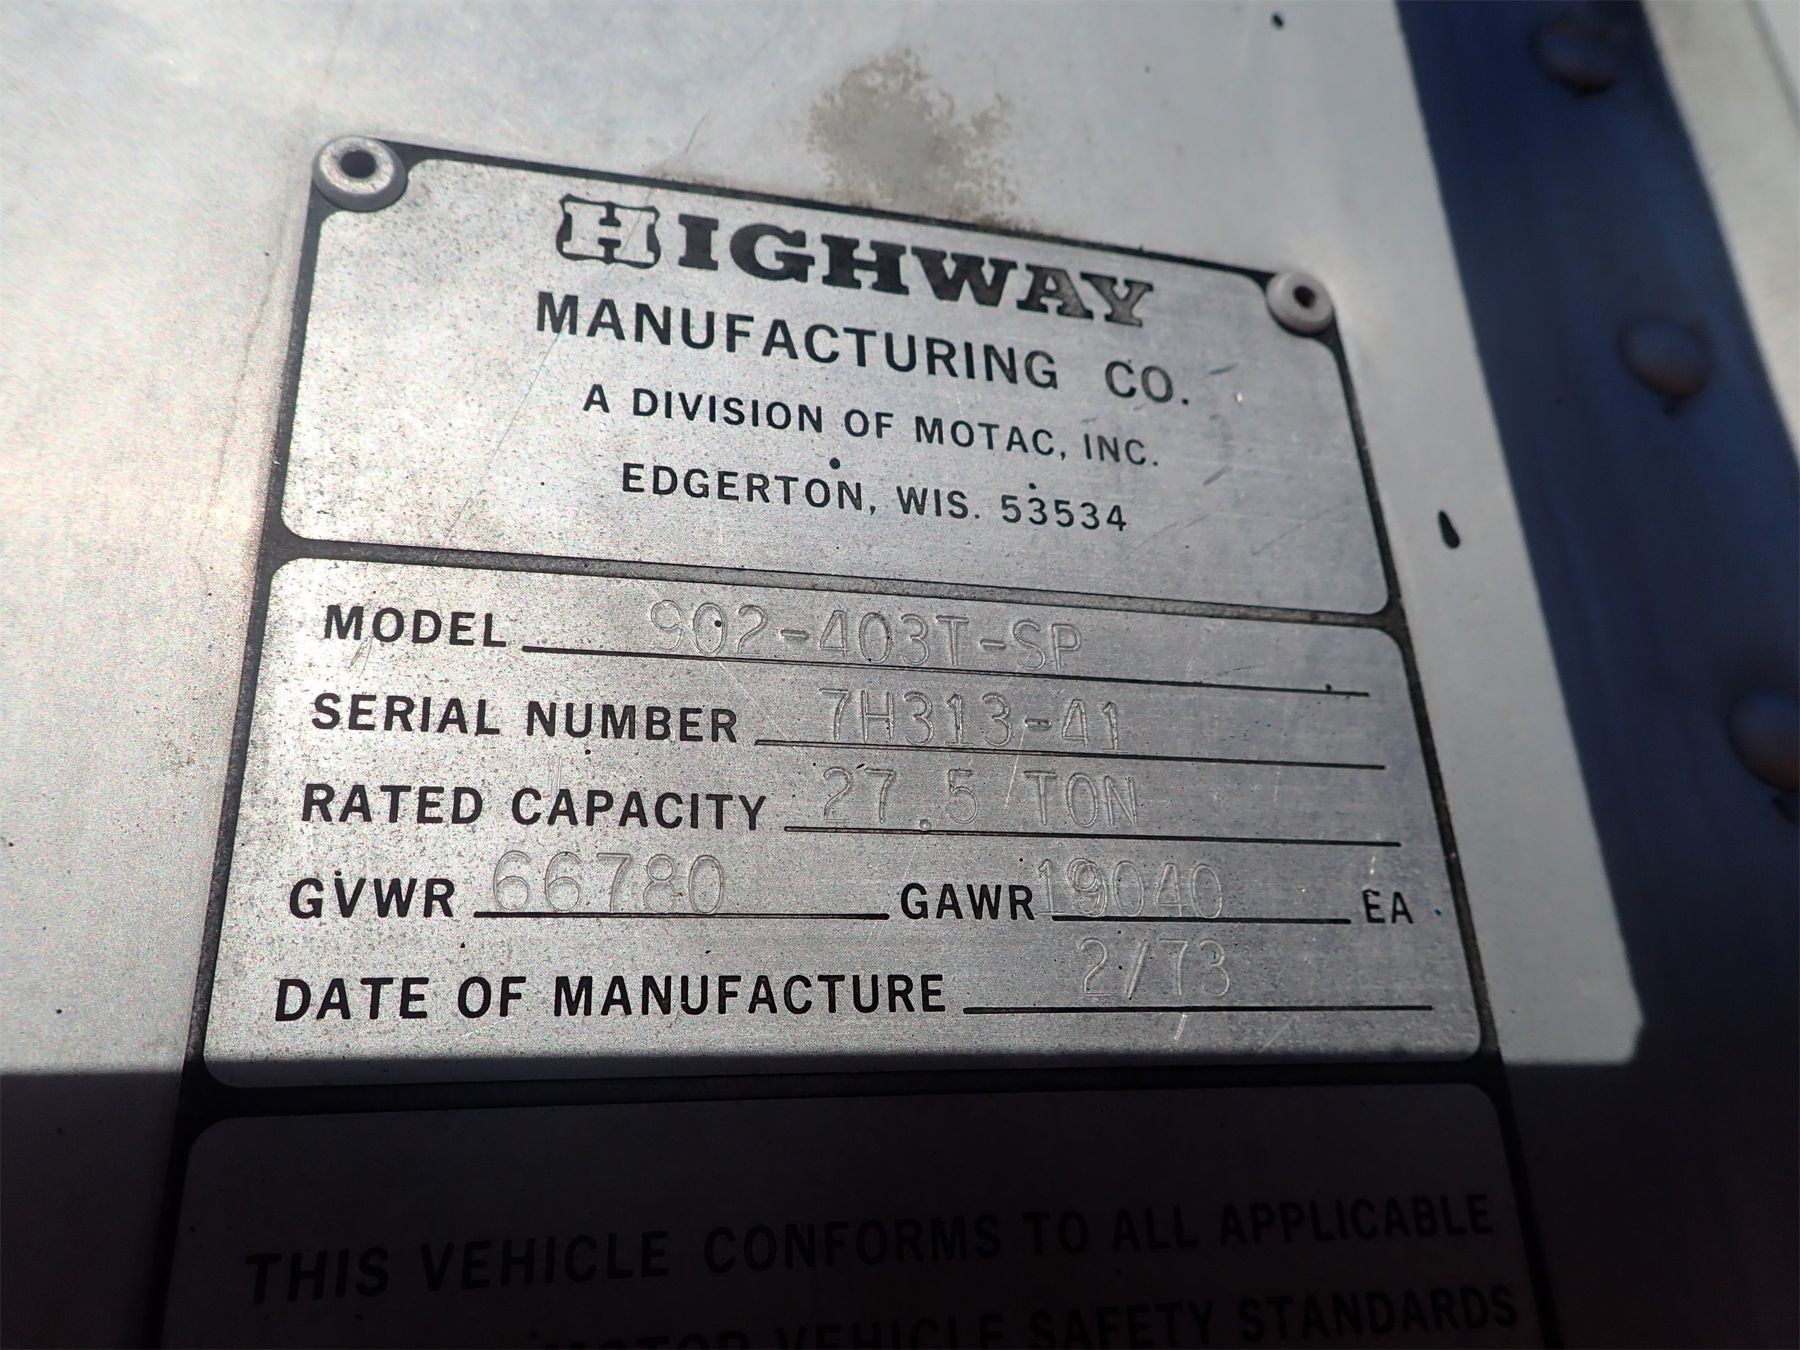 HIGHWAY
MANUFACTURING CO.
A DIVISION OF MOTAC, INC.
EDGERTON, WIS. 53534
MODEL 902-403T-SP
SERIAL NUMBER 7H313-41
RATED CAPACITY 27.5 TON
GVWR 66780 GAWR 19040 EA
DATE OF MANUFACTURE 2/73
THIS VEHICLE CONFORMS TO ALL APPLICABLE
MOTOR VEHICLE SAFETY STANDARDS